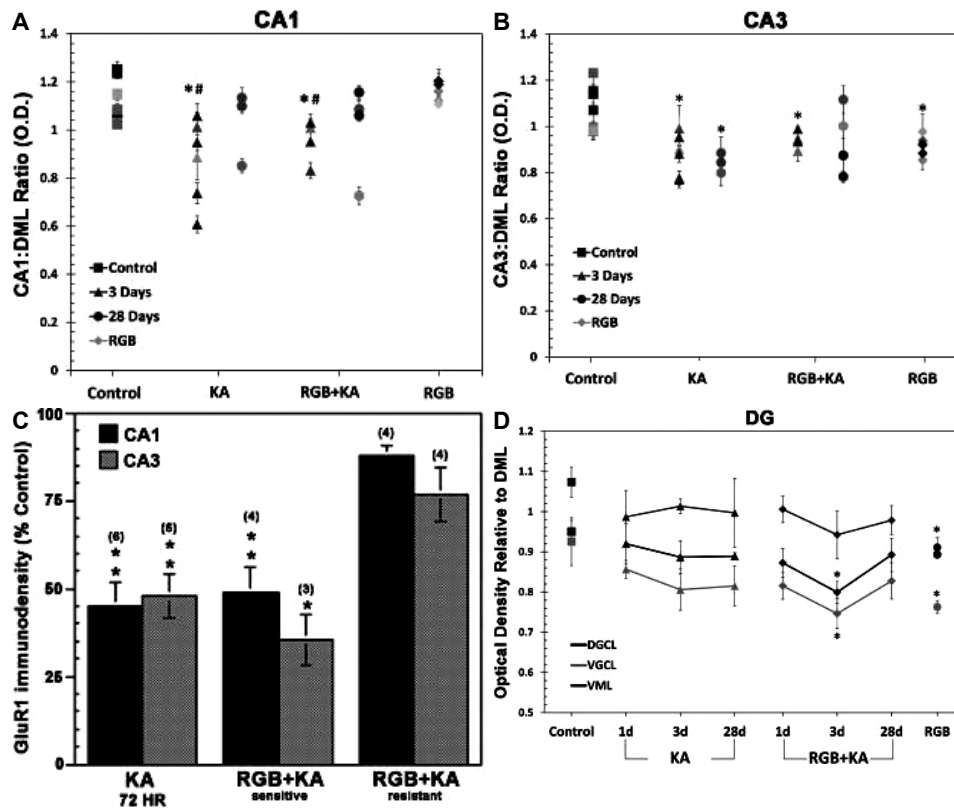 A
CA1
CA1:DML Ratio (O.D.)
1.4
1.2
1
0.8
0.6
1.2
0.4
0.2
0
*#
*#
Control
3 Days
28 Days
RGB
Control
KA
RGB+KA
RGB
B
CA3
CA3:DML Ratio (O.D.)
1.4
1.2
1
0.8
0.6
0.4
0.2
0
*
*
*
*
Control
3 Days
28 Days
RGB
Control
KA
RGB+KA
RGB
C
GluR1 immunodensity (% Control)
100
75
50
25
00
CA1
CA3
(6)
*
*
(5)
*
*
(4)
*
*
(3)
*
(4)
(4)
KA
72 HR
RGB+KA
sensitive
RGB+KA
resistant
D
DG
Optical Density Relative to DML
1.2
1.1
1
0.9
0.8
0.7
0.6
0.5
*
*
*
*
DGCL
VGCL
VML
Control
1d
3d
28d
1d
3d
28d
RGB
KA
RGB+KA